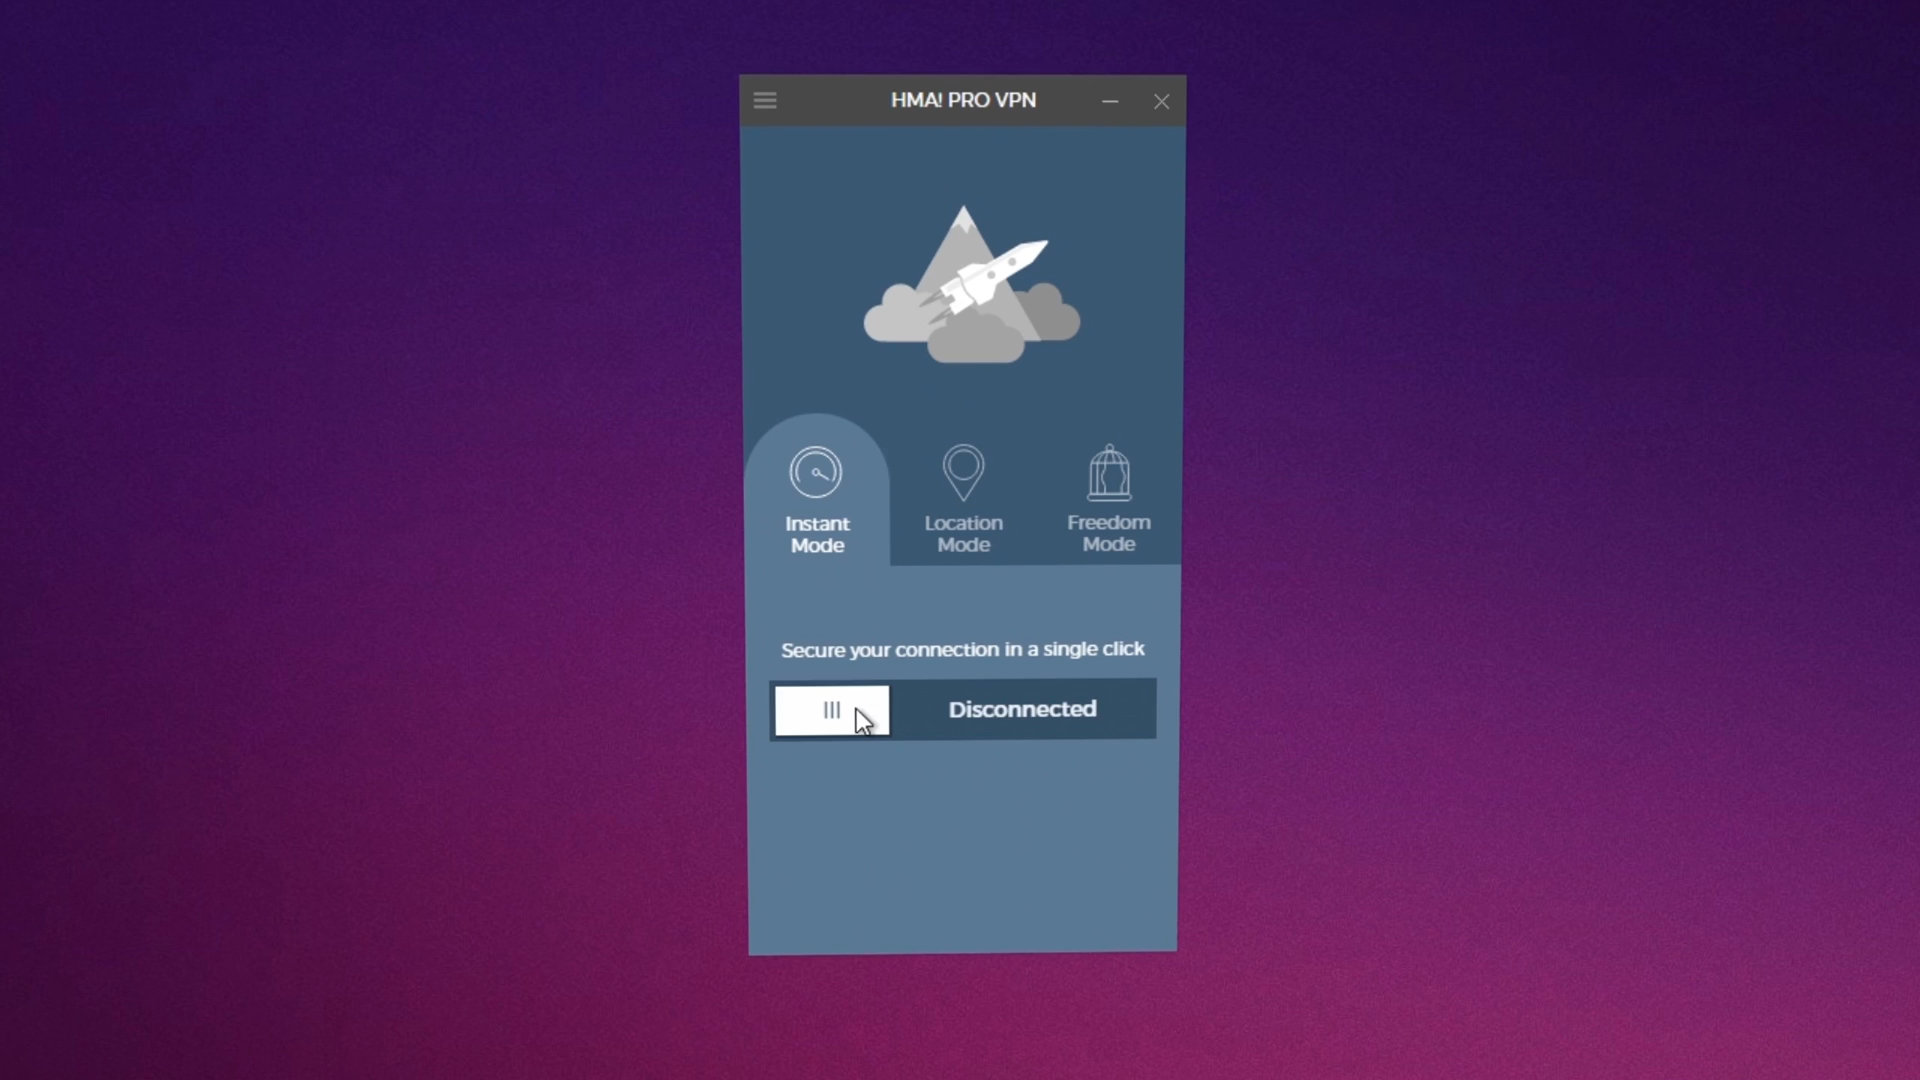 HMA! PRO VPN
Instant
Mode
Location
Mode
Freedom
Mode
Secure your connection in a single click
Disconnected